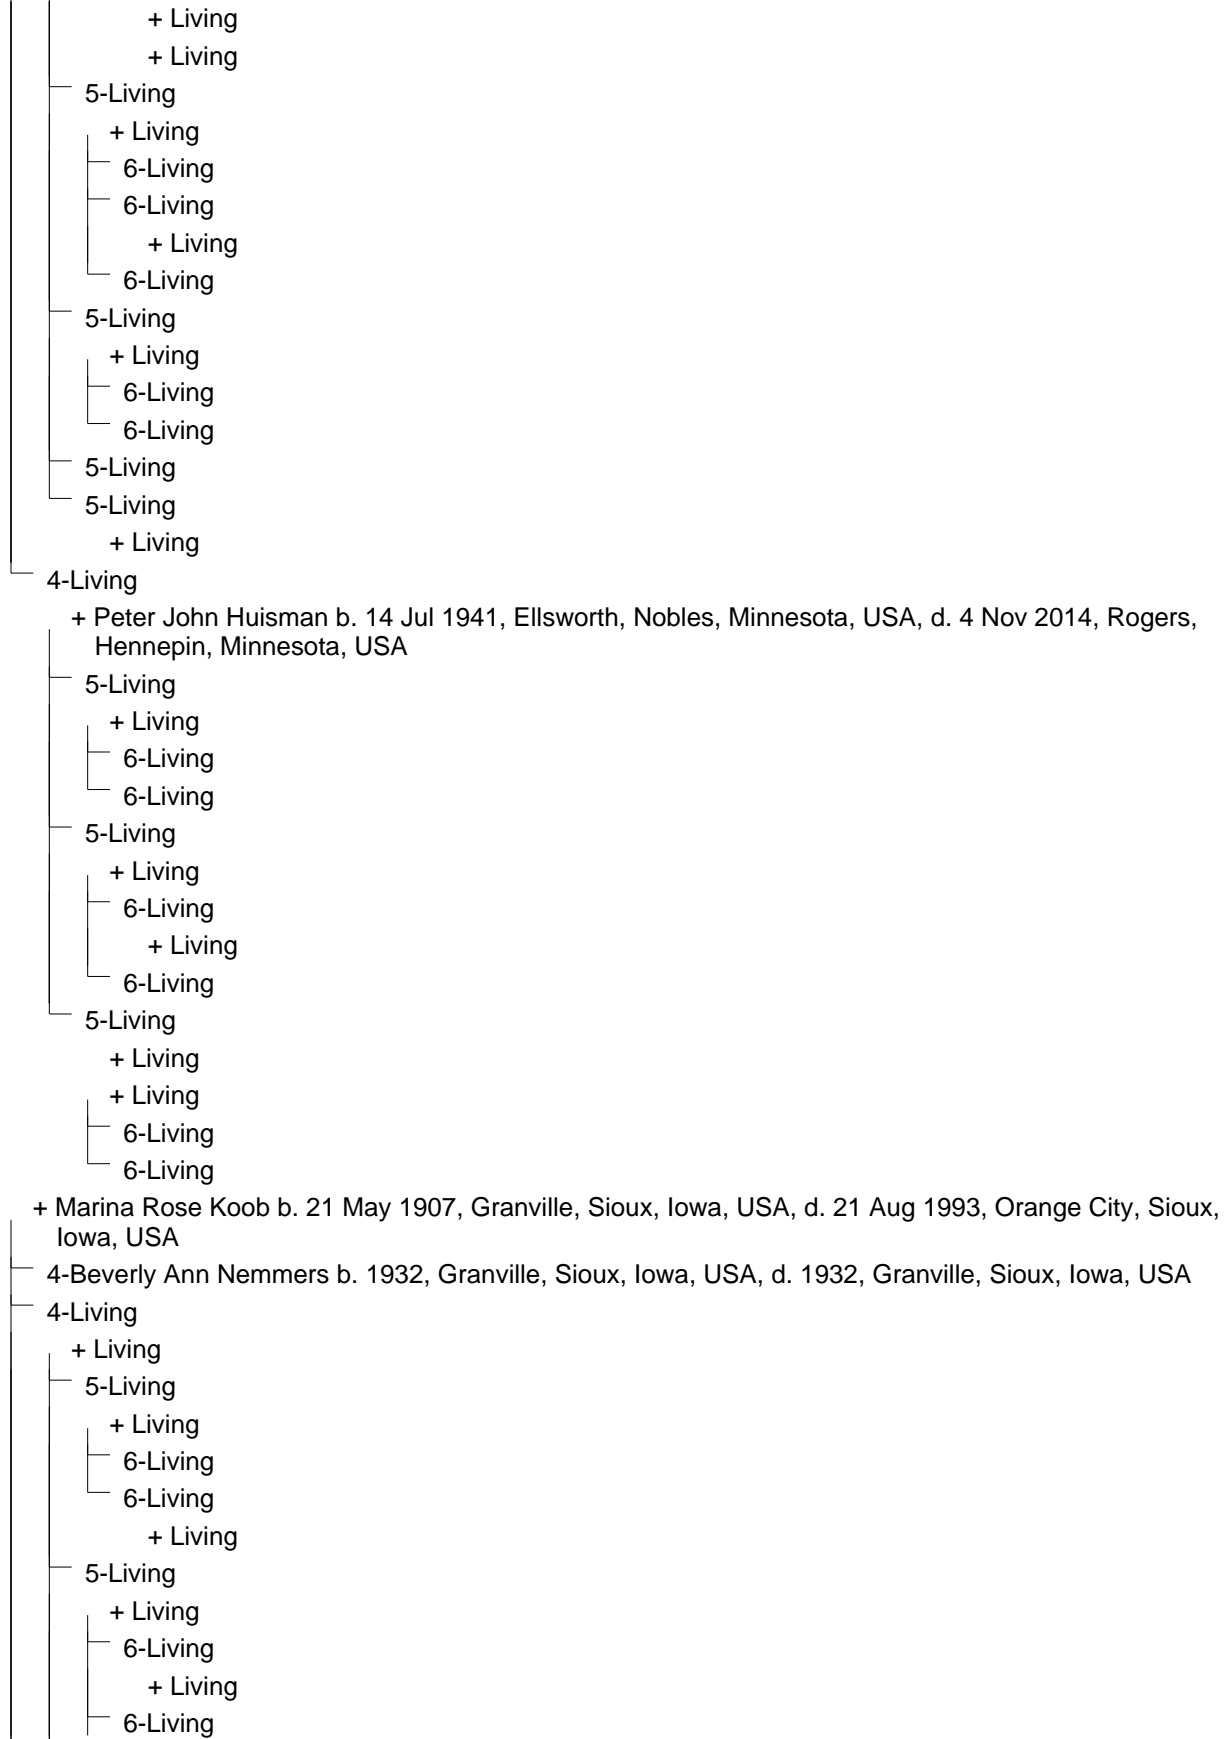 + Living
+ Living
5-Living
+ Living
6-Living
6-Living
+ Living
6-Living
5-Living
+ Living
6-Living
6-Living
5-Living
5-Living
+ Living
4-Living
+ Peter John Huisman b. 14 Jul 1941, Ellsworth, Nobles, Minnesota, USA, d. 4 Nov 2014, Rogers,
Hennepin, Minnesota, USA
5-Living
+ Living
6-Living
6-Living
5-Living
+ Living
6-Living
+ Living
6-Living
5-Living
+ Living
+ Living
6-Living
6-Living
+ Marina Rose Koob b. 21 May 1907, Granville, Sioux, Iowa, USA, d. 21 Aug 1993, Orange City, Sioux,
Iowa, USA
4-Beverly Ann Nemmers b. 1932, Granville, Sioux, Iowa, USA, d. 1932, Granville, Sioux, Iowa, USA
4-Living
+ Living
5-Living
+ Living
6-Living
6-Living
+ Living
5-Living
+ Living
6-Living
+ Living
6-Living